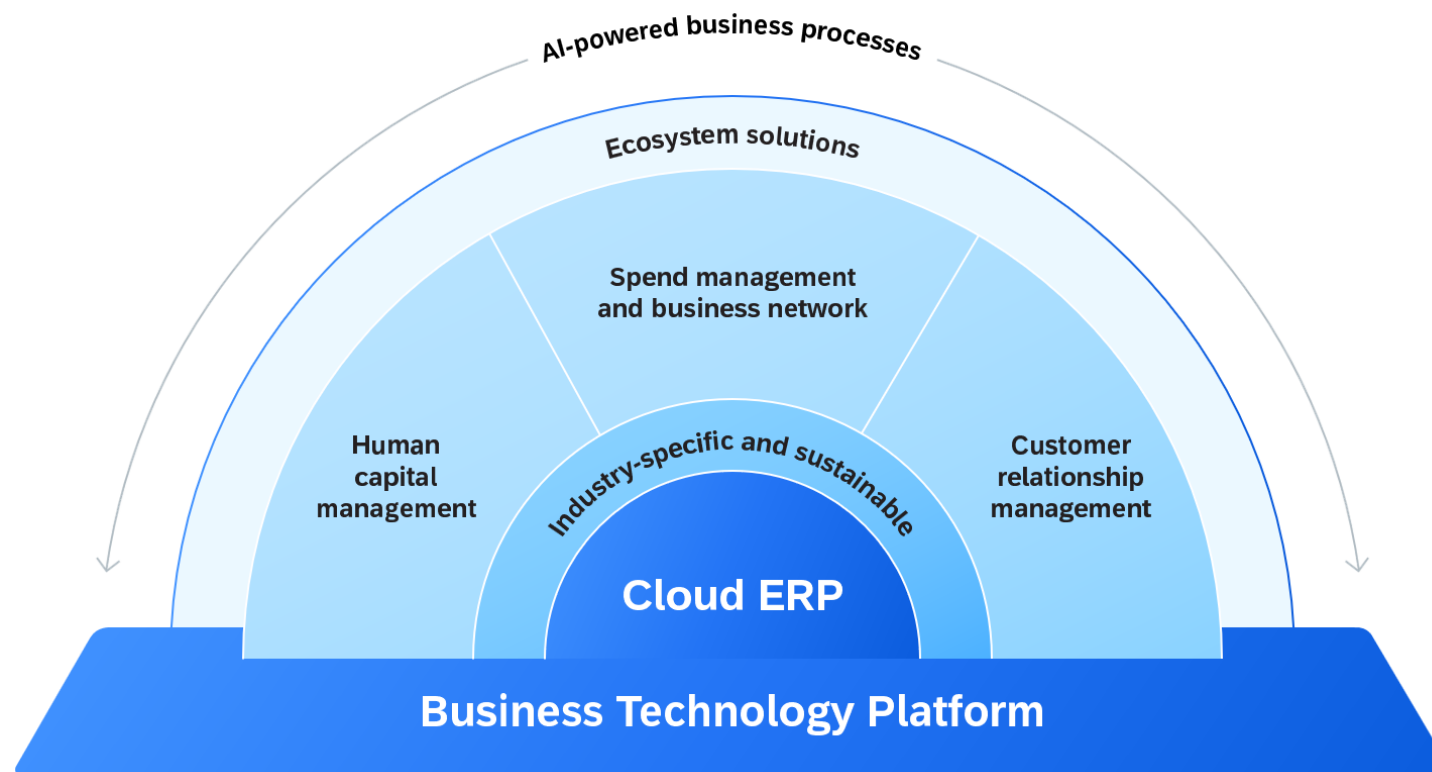 AI-powered business processes
Ecosystem solutions
Spend management
and business network
Human
capital
management
Customer
relationship
management
Industry-specific and sustainable
Cloud ERP
Business Technology Platform